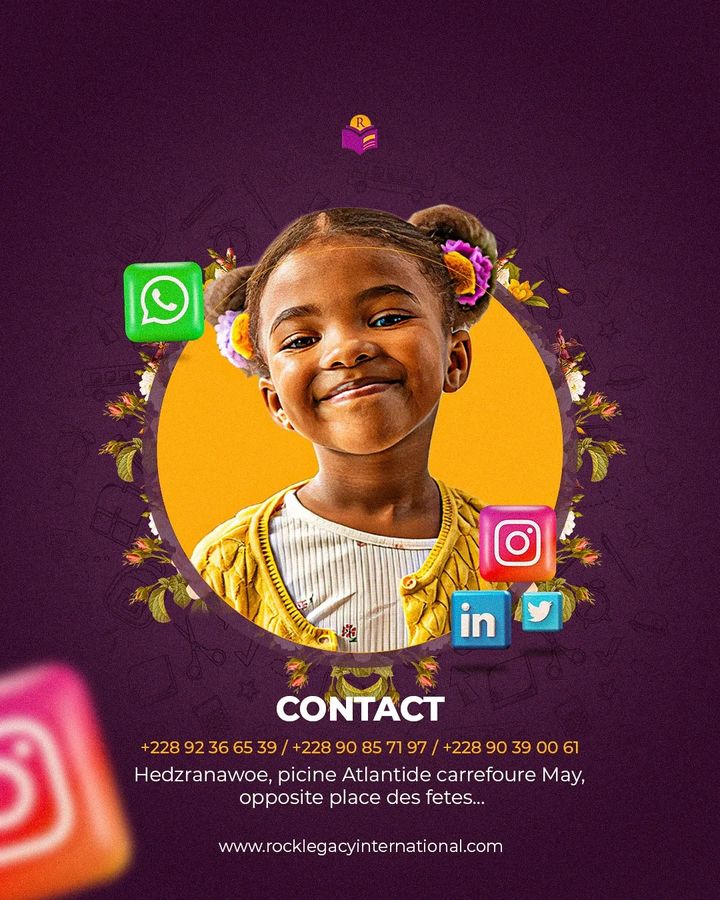 R
in
CONTACT
+228 92 36 65 39 / +228 90 85 71 97 / +228 90 39 00 61
Hedzranawoe, picine Atlantide carrefoure May,
opposite place des fetes...
www.rocklegacyinternational.com